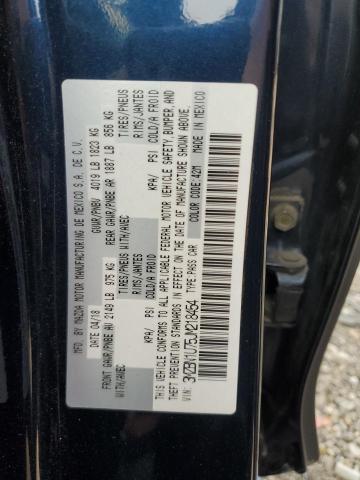 MFD. BY MAZDA MOTOR MANUFACTURING DE MEXICO S.A. DE C.V.
DATE: 04/18 GVWR/PNBV 4019 LB 1823 KG
FRONT GAWR/PNBE AV 2149 LB 975 KG REAR GAWR/PNBE AR 1887 LB 856 KG
WITH/AVEC TIRES/PNEUS WITH/AVEC TIRES/PNEUS
RIMS/JANTES RIMS/JANTES
KPA/ PSI COLD/A FROID KPA/ PSI COLD/A FROID
THIS VEHICLE CONFORMS TO ALL APPLICABLE FEDERAL MOTOR VEHICLE SAFETY, BUMPER, AND
THEFT PREVENTION STANDARDS IN EFFECT ON THE DATE OF MANUFACTURE SHOWN ABOVE.
VIN: 3MZBN1U75JM218454 TYPE: PASS CAR COLOR CODE: 42M MADE IN MEXICO